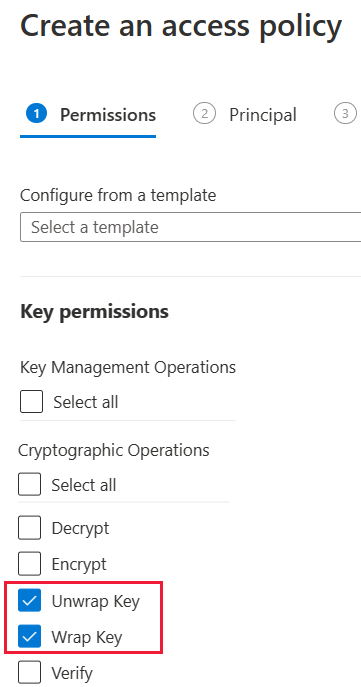 Create an access policy
1 Permissions 2 Principal 3
Configure from a template
Select a template
Key permissions
Key Management Operations
Select all
Cryptographic Operations
Select all
Decrypt
Encrypt
Unwrap Key
Wrap Key
Verify